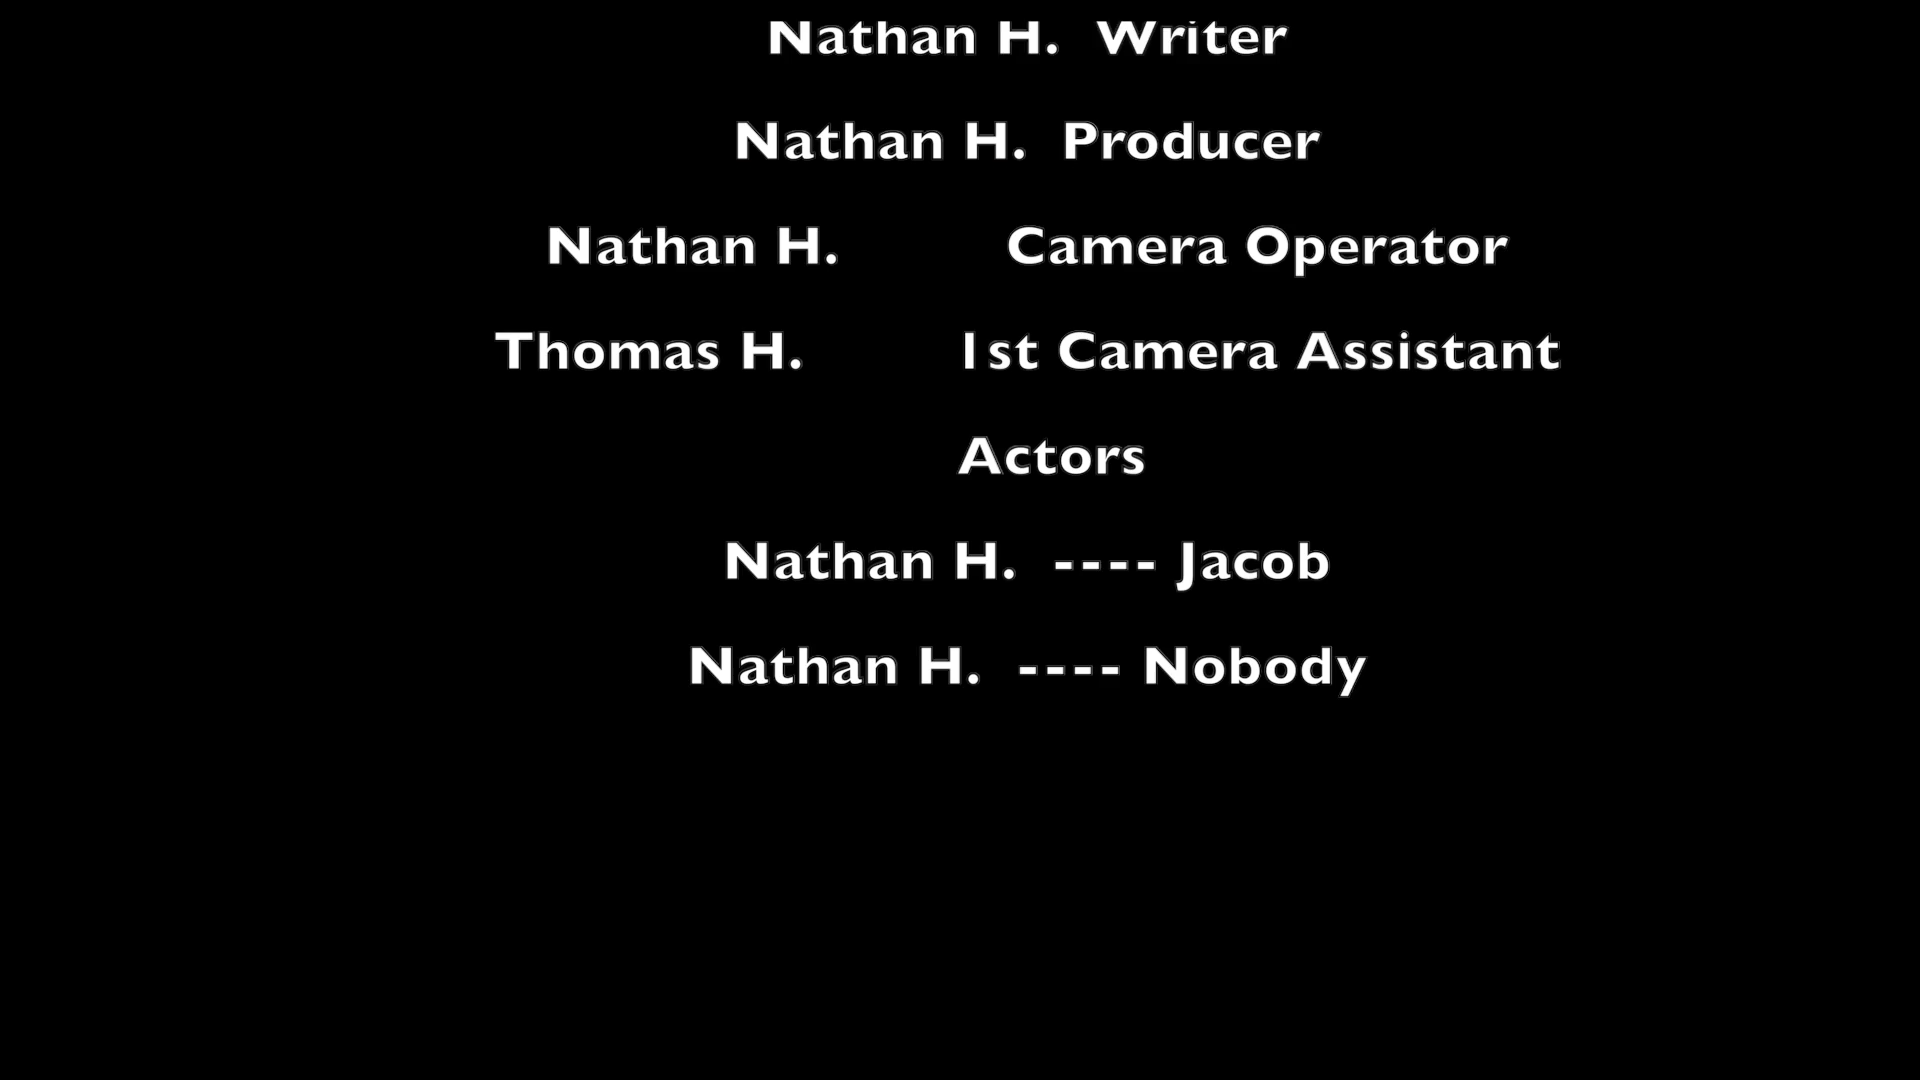 Nathan H. Writer
Nathan H. Producer
Nathan H. Camera Operator
Thomas H. 1st Camera Assistant
Actors
Nathan H. ---- Jacob
Nathan H. ---- Nobody